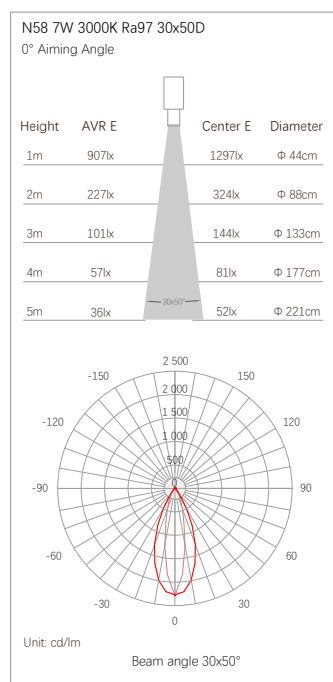 N58 7W 3000K Ra97 30x50D
0° Aiming Angle
Height AVR E Center E Diameter
1m 907lx 1297lm Φ 44cm
2m 227lx 324lx Φ 88cm
3m 101lx 144lx Φ 133cm
4m 57lx 81lx Φ 177cm
30x50°
5m 36lx 52lx Φ 221cm
2 500
-150 150
2 000
-120 1 500 120
1 000
500
-90 0 90
-60 60
-30 30
0
Unit: cd/lm
Beam angle 30x50°